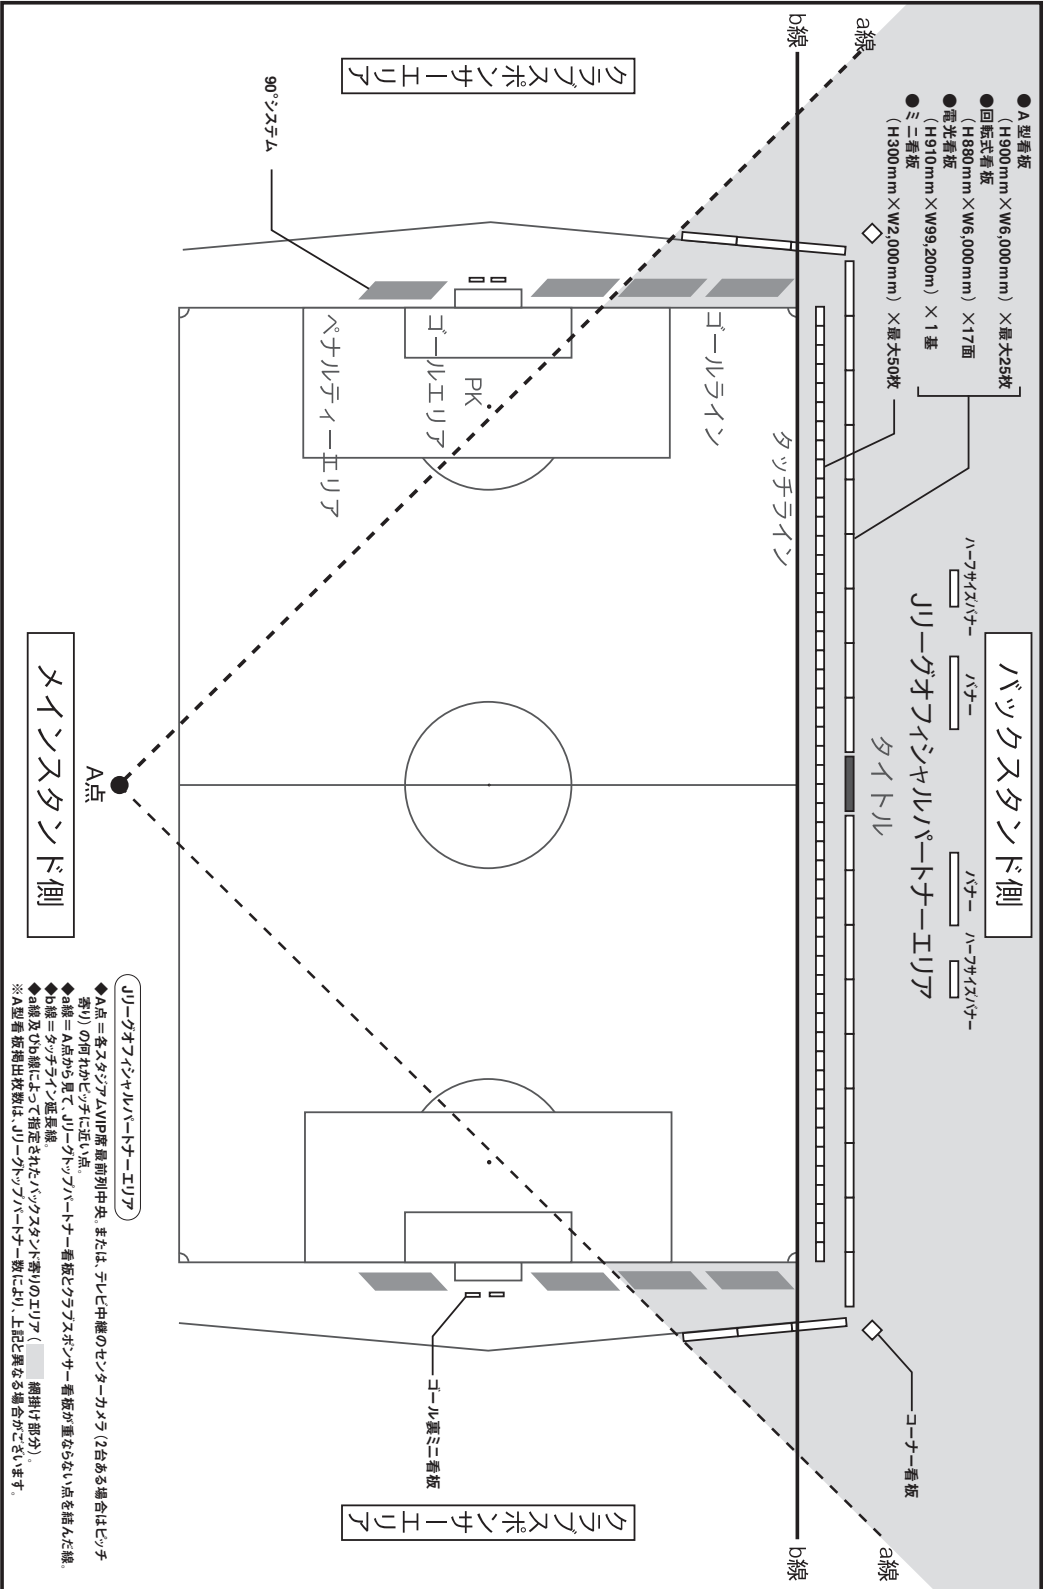 バックスタンド側
●A型看板
（H900mm×W6,000mm）×最大25枚
●回転式看板
（H880mm×W6,000mm）×17面
●電光看板
（H910mm×W99,200m）×1基
●ミニ看板
（H300mm×W2,000mm）×最大50枚
ハーフサイズバナー
バナー
バナー
ハーフサイズバナー
Jリーグオフィシャルパートナーエリア
タイトル
a線
a線
b線
b線
コーナー看板
タッチライン
ゴールライン
クラブスポンサーエリア
クラブスポンサーエリア
PK
ゴールエリア
ペナルティーエリア
90°システム
ゴール裏ミニ看板
A点
メインスタンド側
Jリーグオフィシャルパートナーエリア
◆A点＝各スタジアムVIP席最前列中央。または、テレビ中継のセンターカメラ（2台ある場合はピッチ
寄り）の何れかピッチに近い点。
◆a線＝A点から見て、Jリーグトップパートナー看板とクラブスポンサー看板が重ならない点を結んだ線。
◆b線＝タッチライン延長線。
◆a線及びb線によって指定されたバックスタンド寄りのエリア（ 網掛け部分）。
※A型看板掲出枚数は、Jリーグトップパートナー数により、上記と異なる場合がございます。